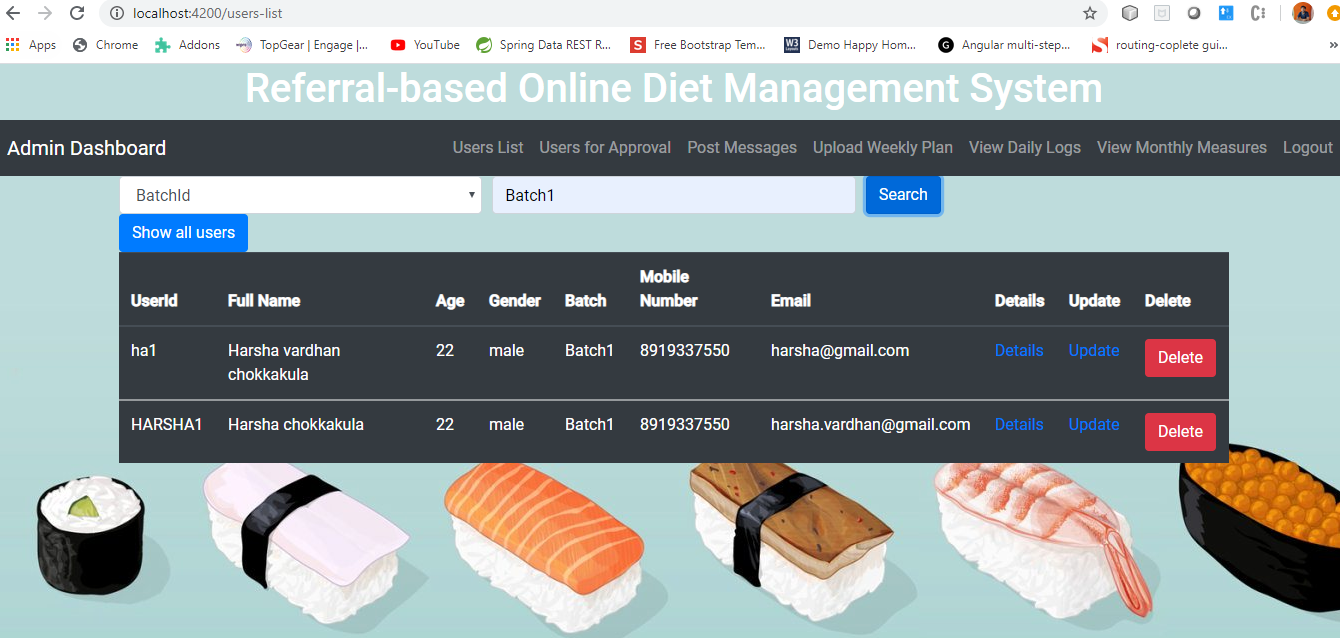 localhost:4200/users-list
Apps Chrome Addons TopGear | Engage |... YouTube Spring Data REST R... Free Bootstrap Tem... Demo Happy Hom... Angular multi-step... routing-coplete gui... »
Referral-based Online Diet Management System
Admin Dashboard Users List Users for Approval Post Messages Upload Weekly Plan View Daily Logs View Monthly Measures Logout
BatchId Batch1 Search
Show all users
UserId Full Name Age Gender Batch Mobile Number Email Details Update Delete
ha1 Harsha vardhan chokkakula 22 male Batch1 8919337550 harsha@gmail.com Details Update Delete
HARSHA1 Harsha chokkakula 22 male Batch1 8919337550 harsha.vardhan@gmail.com Details Update Delete